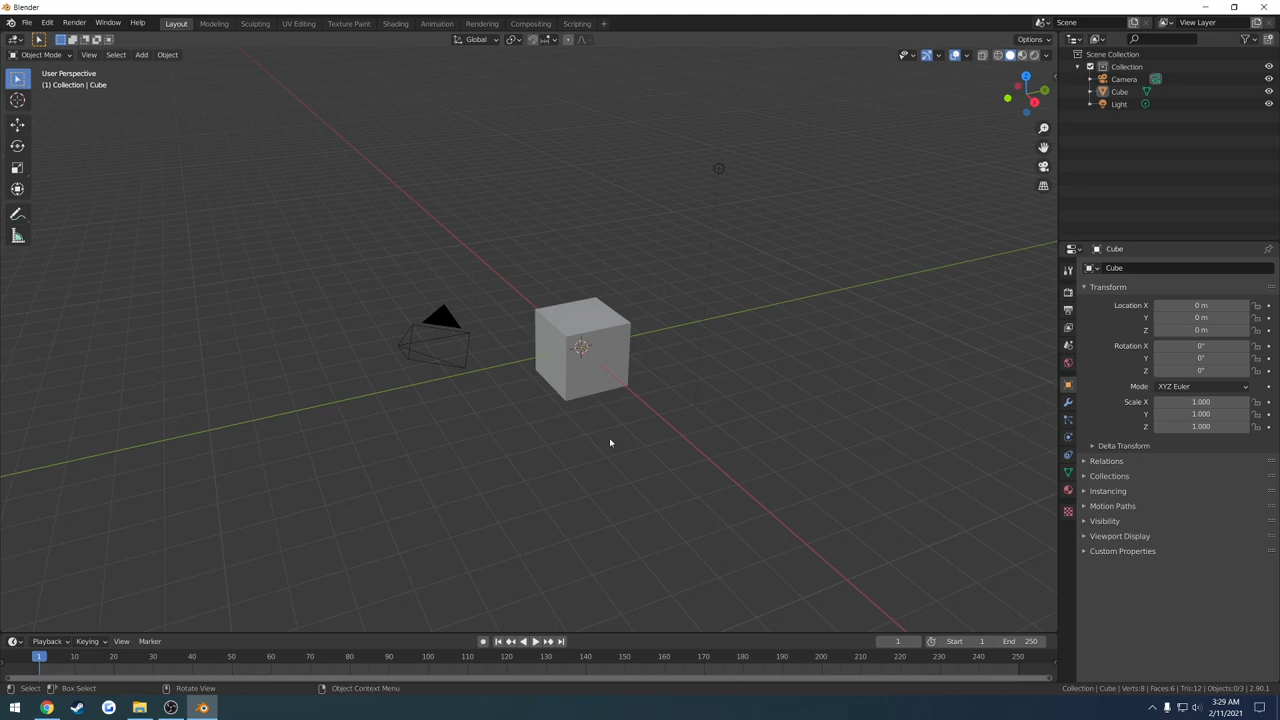 Blender
File Edit Render Window Help Layout Modeling Sculpting UV Editing Texture Paint Shading Animation Rendering Compositing Scripting + Scene View Layer
Global Options
Object Mode View Select Add Object
User Perspective
(1) Collection | Cube
Z
Y
X
Scene Collection
Collection
Camera
Cube
Light
Cube
Cube
Transform
Location X 0 m
Y 0 m
Z 0 m
Rotation X 0°
Y 0°
Z 0°
Mode XYZ Euler
Scale X 1.000
Y 1.000
Z 1.000
Delta Transform
Relations
Collections
Instancing
Motion Paths
Visibility
Viewport Display
Custom Properties
Playback Keying View Marker 1 Start 1 End 250
1 10 20 30 40 50 60 70 80 90 100 110 120 130 140 150 160 170 180 190 200 210 220 230 240 250
Select Box Select Rotate View Object Context Menu Collection | Cube | Verts:8 | Faces:6 | Tris:12 | Objects:0/3 | 2.90.1
3:29 AM
2/11/2021